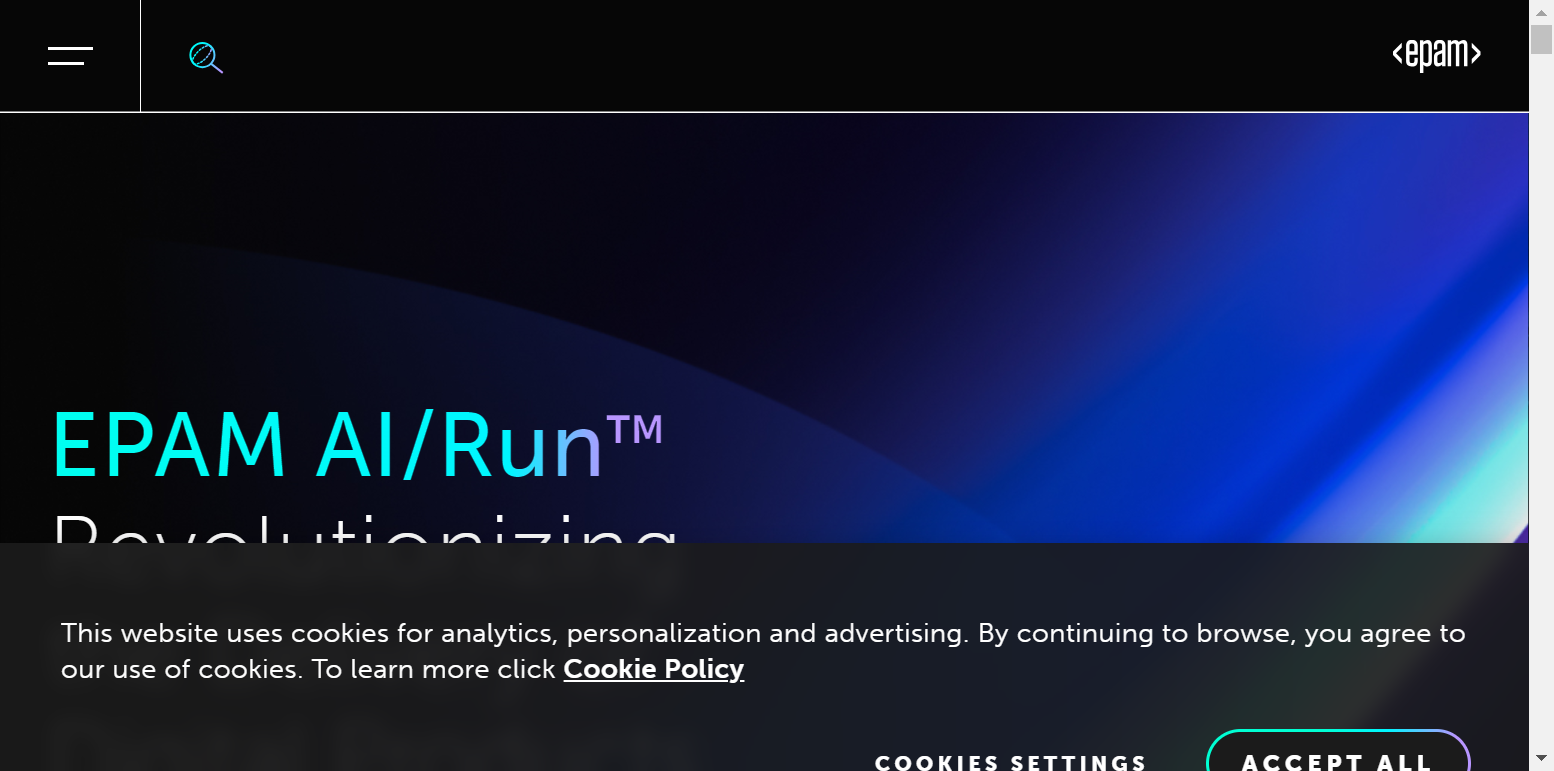 <epam>
EPAM AI/Run™
Revolutionizing
This website uses cookies for analytics, personalization and advertising. By continuing to browse, you agree to
our use of cookies. To learn more click Cookie Policy
COOKIES SETTINGS
ACCEPT ALL